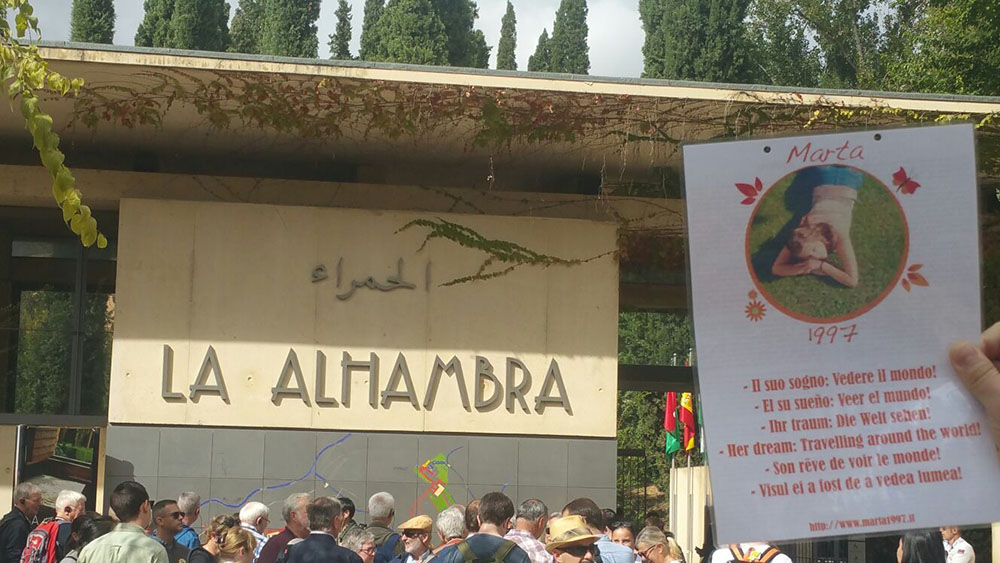 الحمراء
LA ALHAMBRA
Marta
1997
- Il suo sogno: Vedere il mondo!
- El su sueño: Veer el mundo!
- Ihr traum: Die Welt sehen!
- Her dream: Travelling around the world!
- Son rêve de voir le monde!
- Visul ei a fost de a vedea lumea!
http://www.marta1997.it